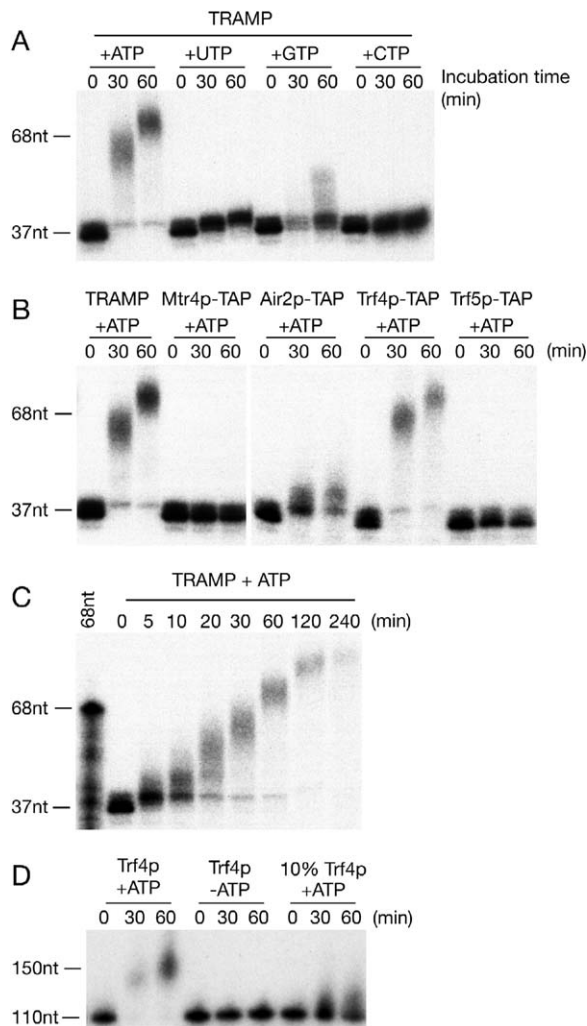 A
TRAMP
+ATP +UTP +GTP +CTP
0 30 60 0 30 60 0 30 60 0 30 60 Incubation time
(min)
68nt
37nt
B
TRAMP Mtr4p-TAP Air2p-TAP Trf4p-TAP Trf5p-TAP
+ATP +ATP +ATP +ATP +ATP
0 30 60 0 30 60 0 30 60 0 30 60 0 30 60 (min)
68nt
37nt
C
TRAMP + ATP
68nt 0 5 10 20 30 60 120 240 (min)
68nt
37nt
D
Trf4p Trf4p 10% Trf4p
+ATP -ATP +ATP
0 30 60 0 30 60 0 30 60 (min)
150nt
110nt